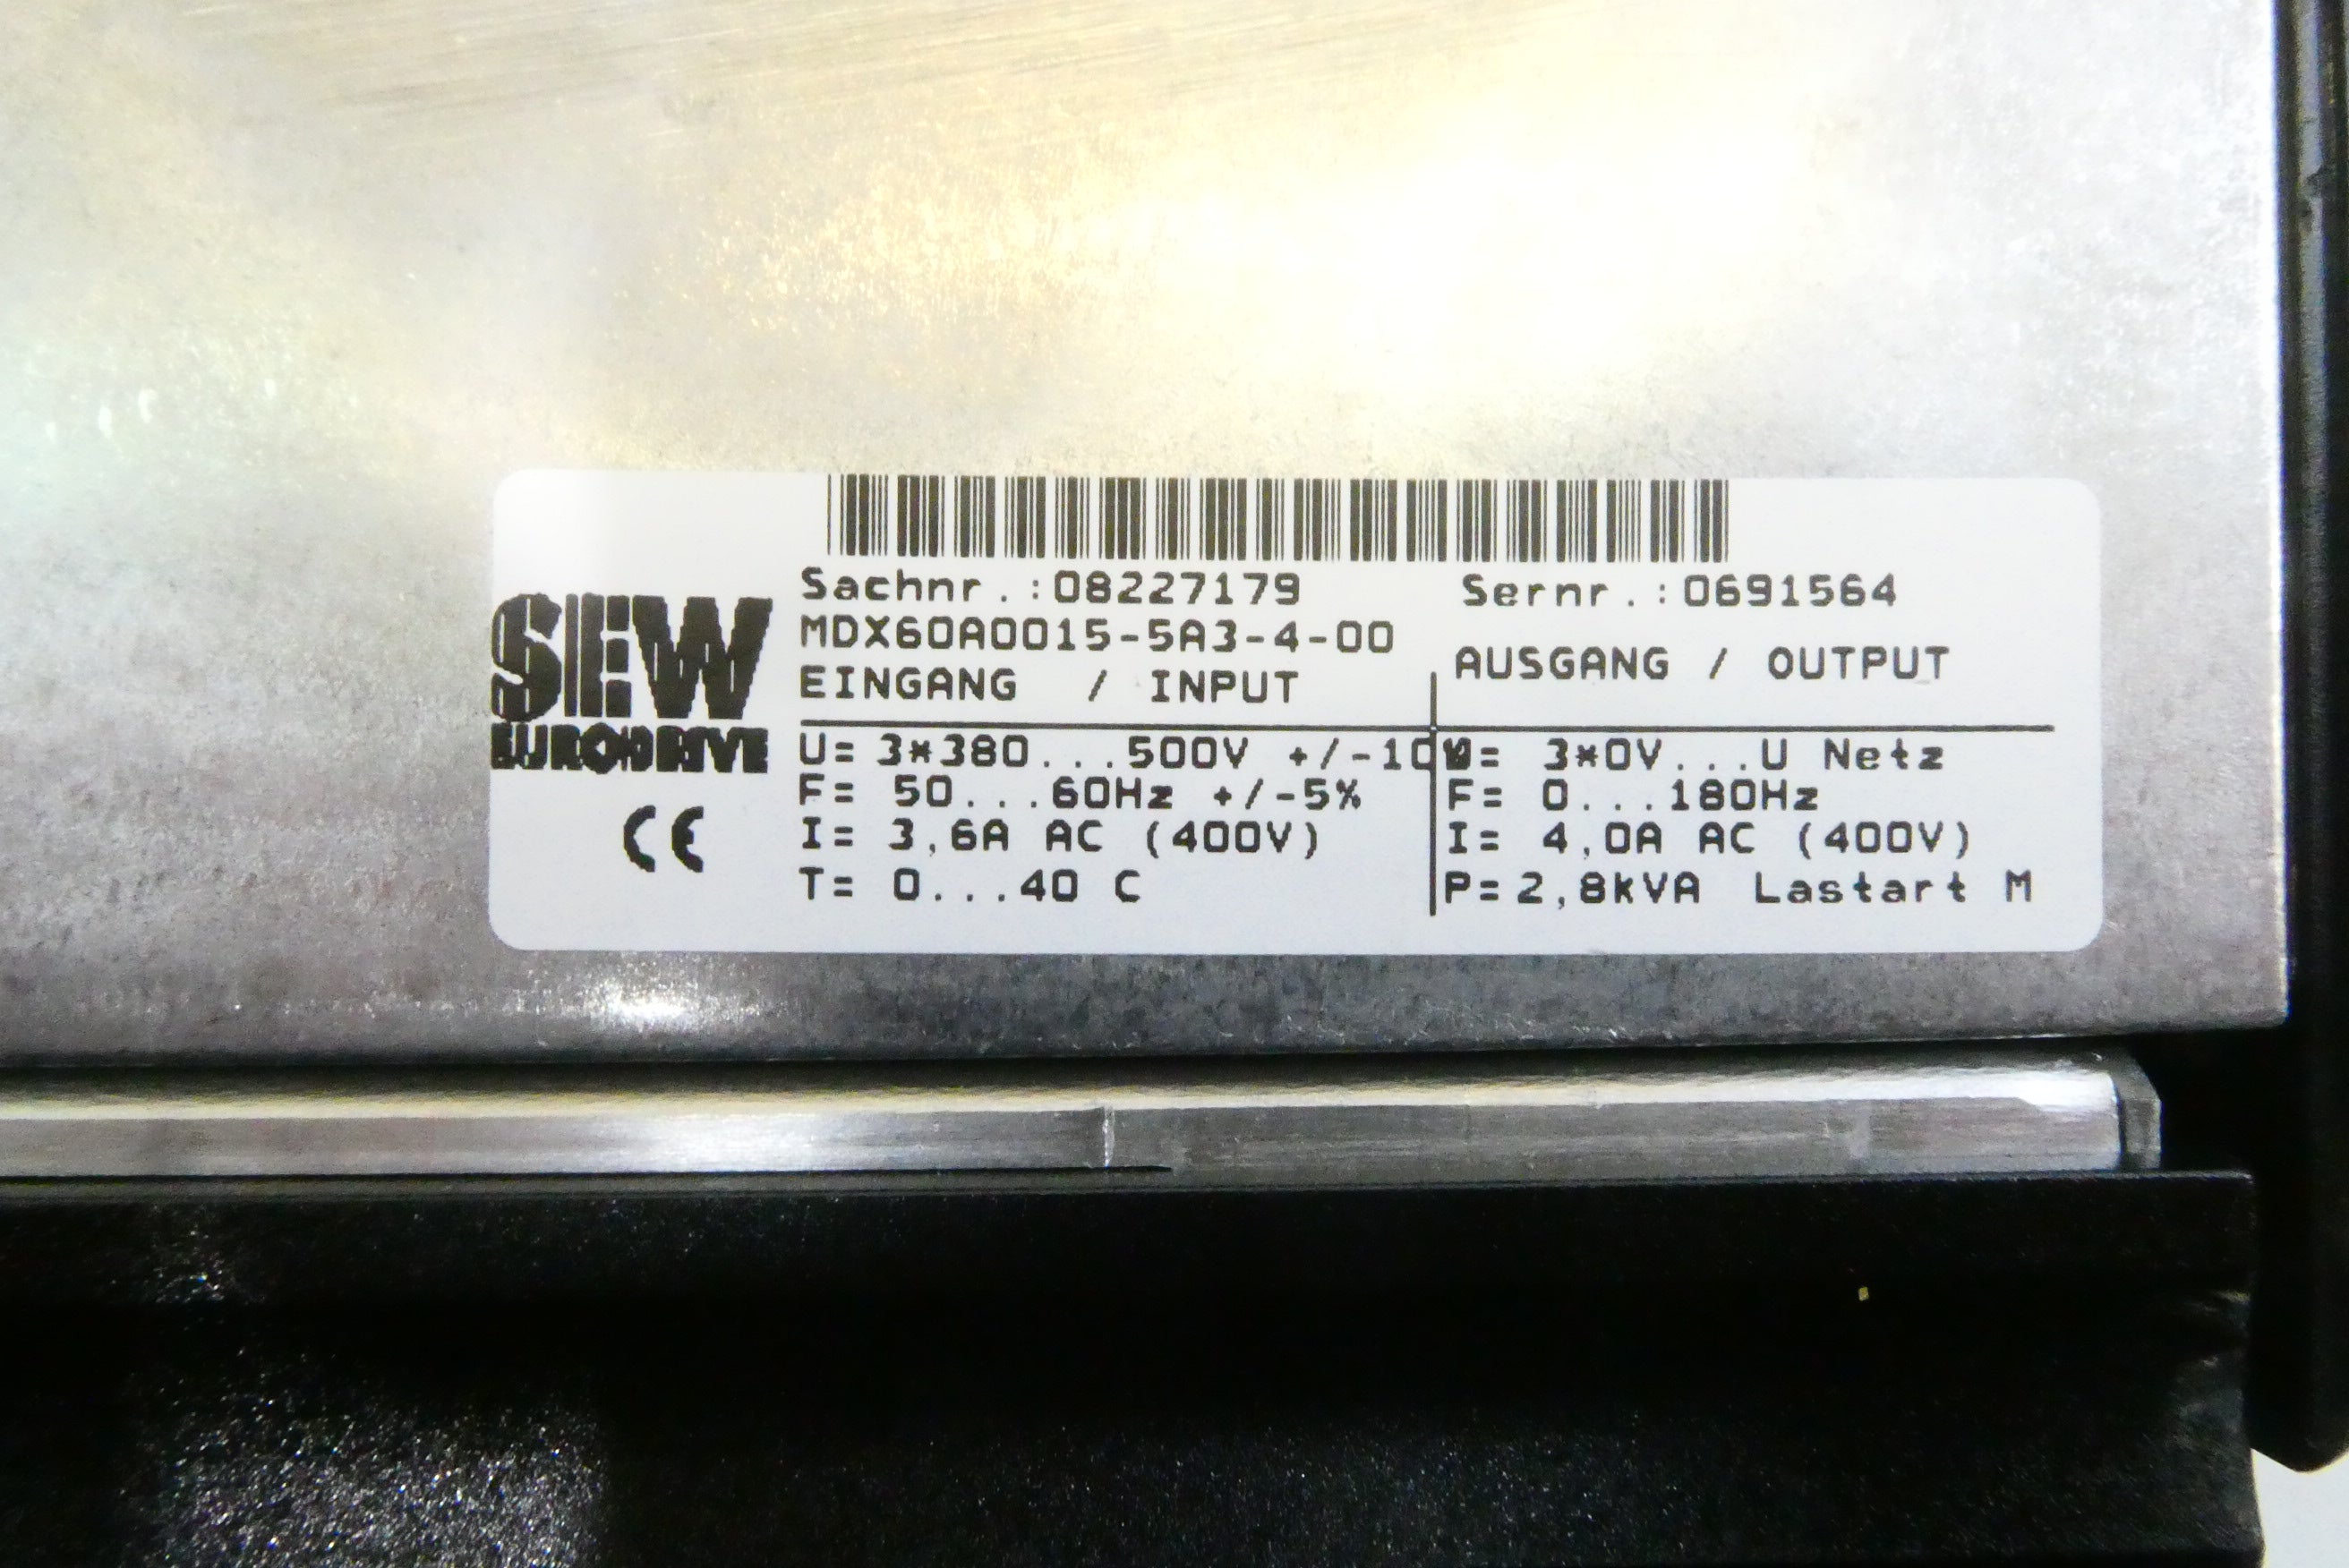 Sachnr.:08227179 Sernr.:0691564
MDX60A0015-5A3-4-00
EINGANG / INPUT
AUSGANG / OUTPUT
SEW
EURODRIVE
CE
U= 3*380...500V +/-10
F= 50...60Hz +/-5%
I= 3,6A AC (400V)
T= 0...40 C
U= 3*0V...U Netz
F= 0...180Hz
I= 4,0A AC (400V)
P=2,8kVA Lastart M